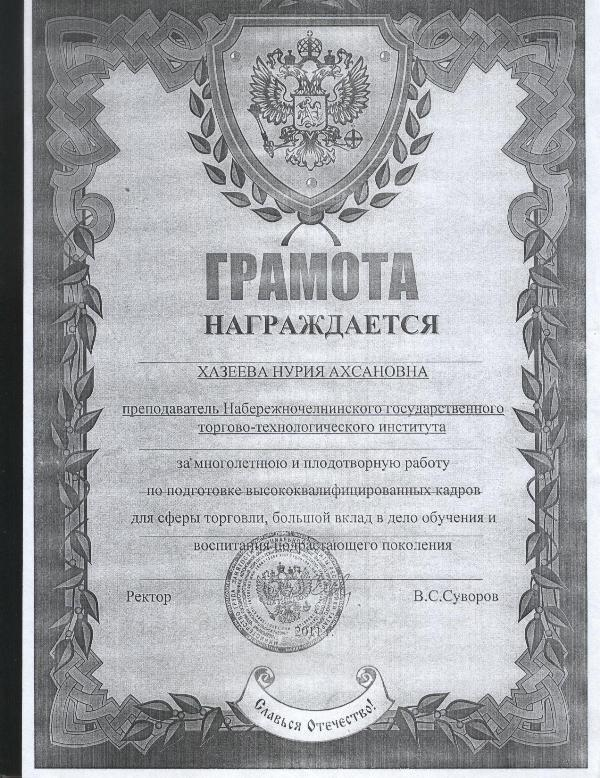 ГРАМОТА
НАГРАЖДАЕТСЯ
ХАЗЕЕВА НУРИЯ АХСАНОВНА
преподаватель Набережночелнинского государственного
торгово-технологического института
за многолетнюю и плодотворную работу
по подготовке высококвалифицированных кадров
для сферы торговли, большой вклад в дело обучения и
воспитания подрастающего поколения
Ректор В.С.Суворов
2011 г.
Славься Отечество!